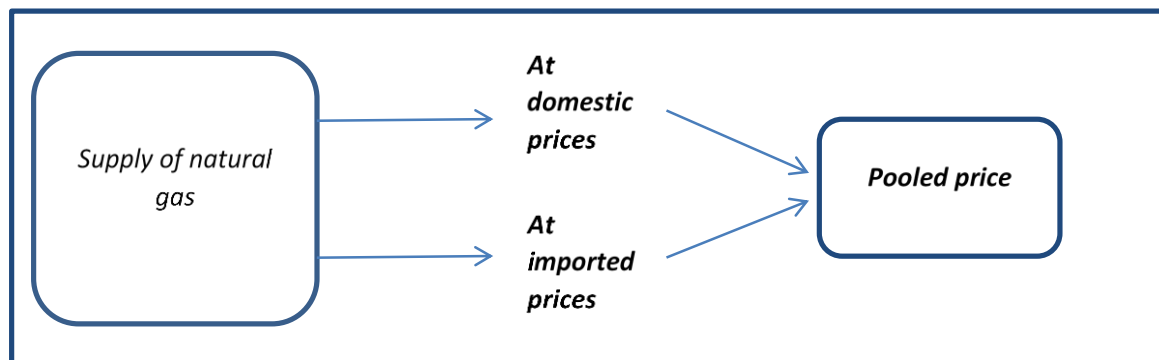 Supply of natural
gas
At
domestic
prices
At
imported
prices
Pooled price